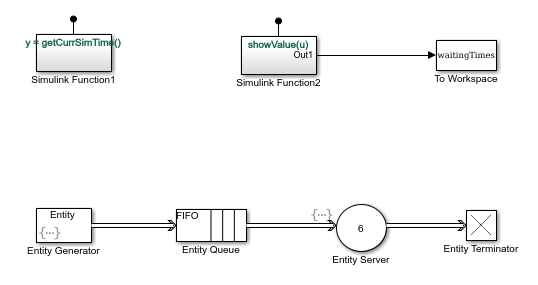 y = getCurrSimTime()
Simulink Function1
showValue(u)
Out1
Simulink Function2
waitingTimes
To Workspace
Entity
{...}
Entity Generator
FIFO
Entity Queue
{...}
6
Entity Server
Entity Terminator